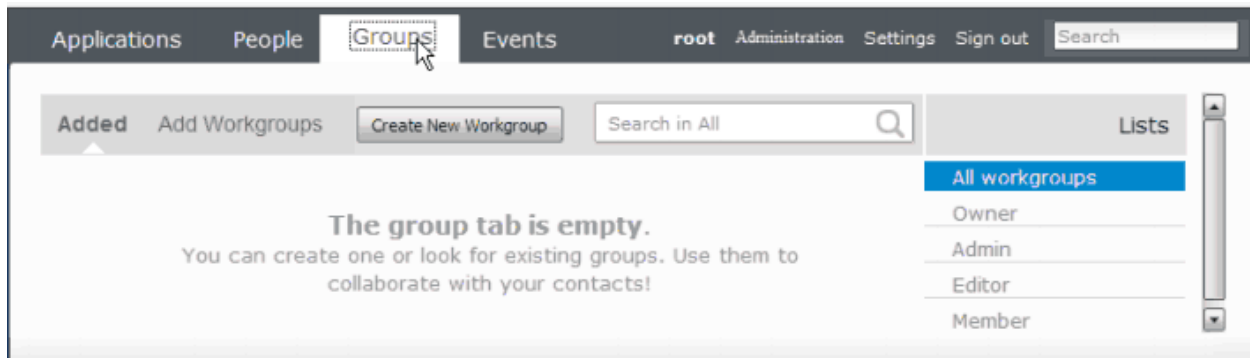 Applications People Groups Events root Administration Settings Sign out Search
Added Add Workgroups Create New Workgroup Search in All Lists
All workgroups
Owner
Admin
Editor
Member
The group tab is empty.
You can create one or look for existing groups. Use them to
collaborate with your contacts!